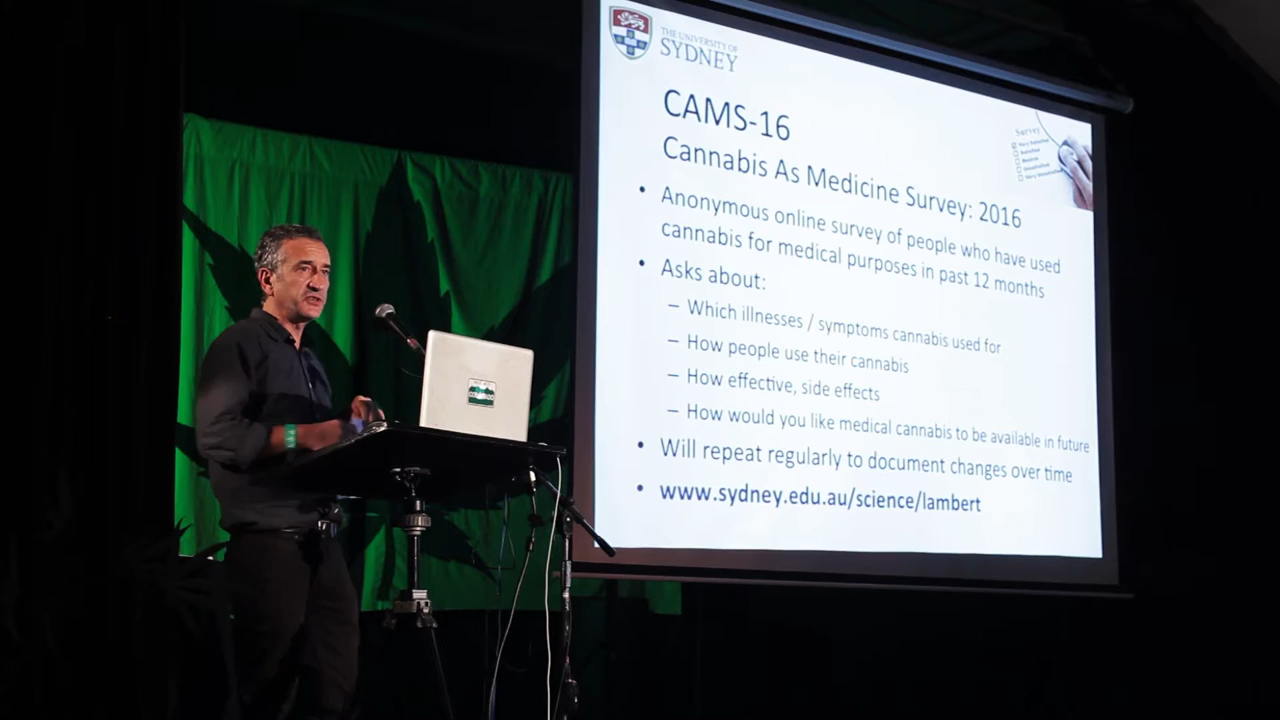 THE UNIVERSITY OF
SYDNEY
CAMS-16
Cannabis As Medicine Survey: 2016
Survey
• Anonymous online survey of people who have used
cannabis for medical purposes in past 12 months
• Asks about:
– Which illnesses / symptoms cannabis used for
– How people use their cannabis
– How effective, side effects
– How would you like medical cannabis to be available in future
• Will repeat regularly to document changes over time
• www.sydney.edu.au/science/lambert